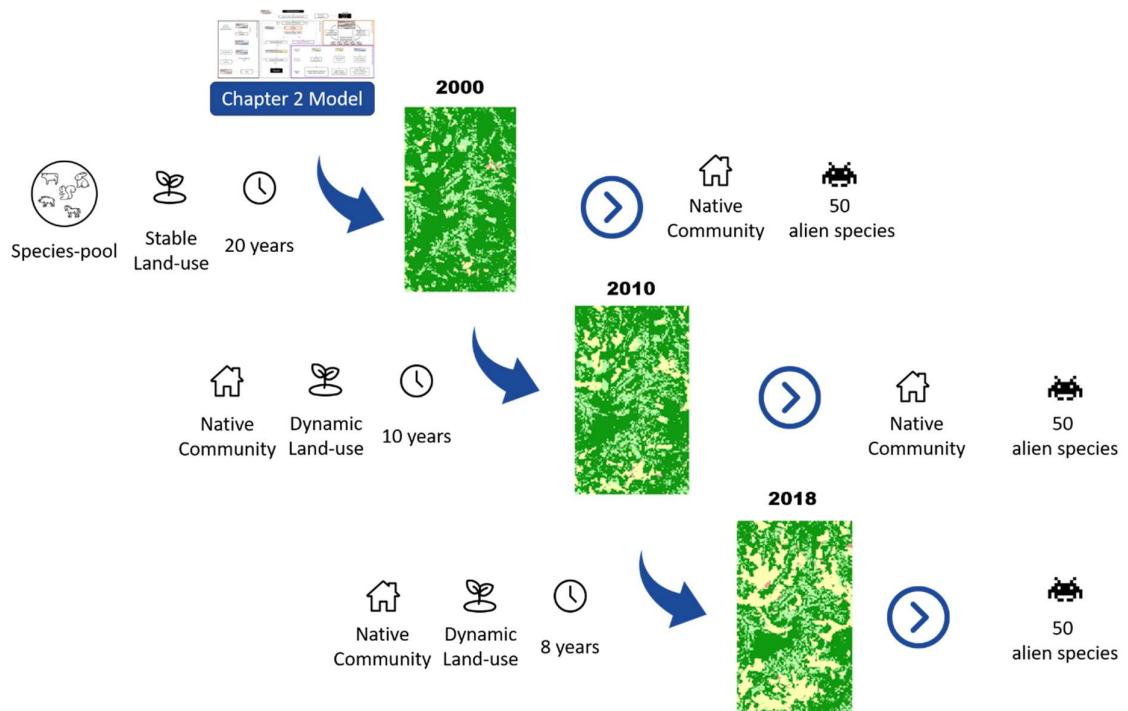 Chapter 2 Model
2000
Species-pool
Stable
Land-use
20 years
Native
Community
50
alien species
2010
Native
Community
Dynamic
Land-use
10 years
Native
Community
50
alien species
2018
Native
Community
Dynamic
Land-use
8 years
50
alien species